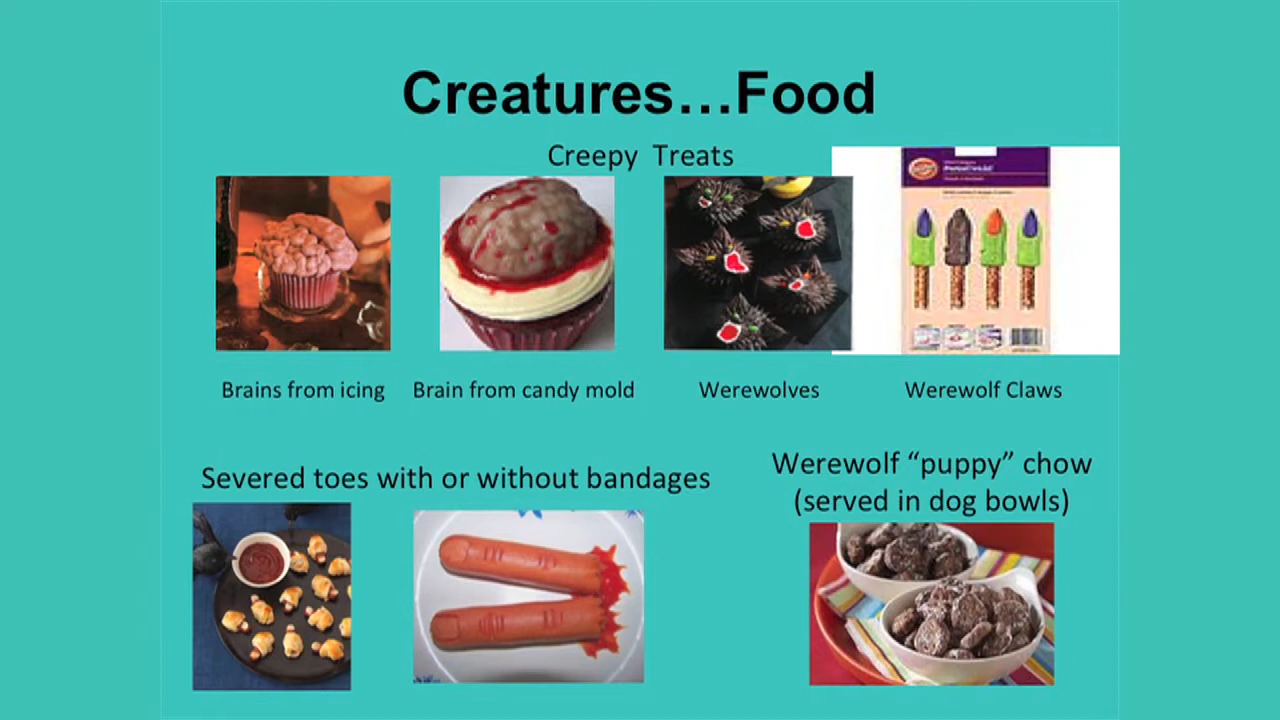 Creatures…Food
Creepy Treats
Brains from icing
Brain from candy mold
Werewolves
Werewolf Claws
Severed toes with or without bandages
Werewolf “puppy” chow
(served in dog bowls)